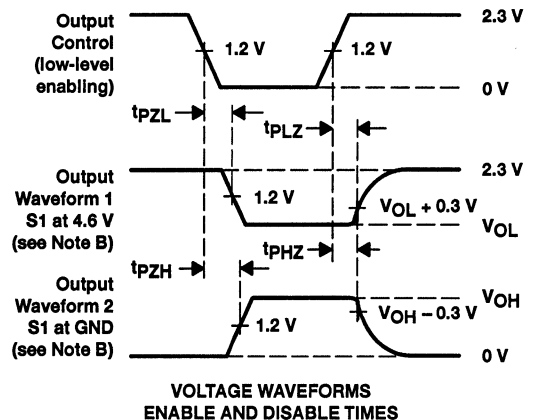 Output
Control
(low-level
enabling)
2.3 V
1.2 V
1.2 V
0 V
tPZL
tPLZ
Output
Waveform 1
S1 at 4.6 V
(see Note B)
2.3 V
1.2 V
VOL + 0.3 V
VOL
tPHZ
tPZH
Output
Waveform 2
S1 at GND
(see Note B)
VOH
1.2 V
VOH – 0.3 V
0 V
VOLTAGE WAVEFORMS
ENABLE AND DISABLE TIMES